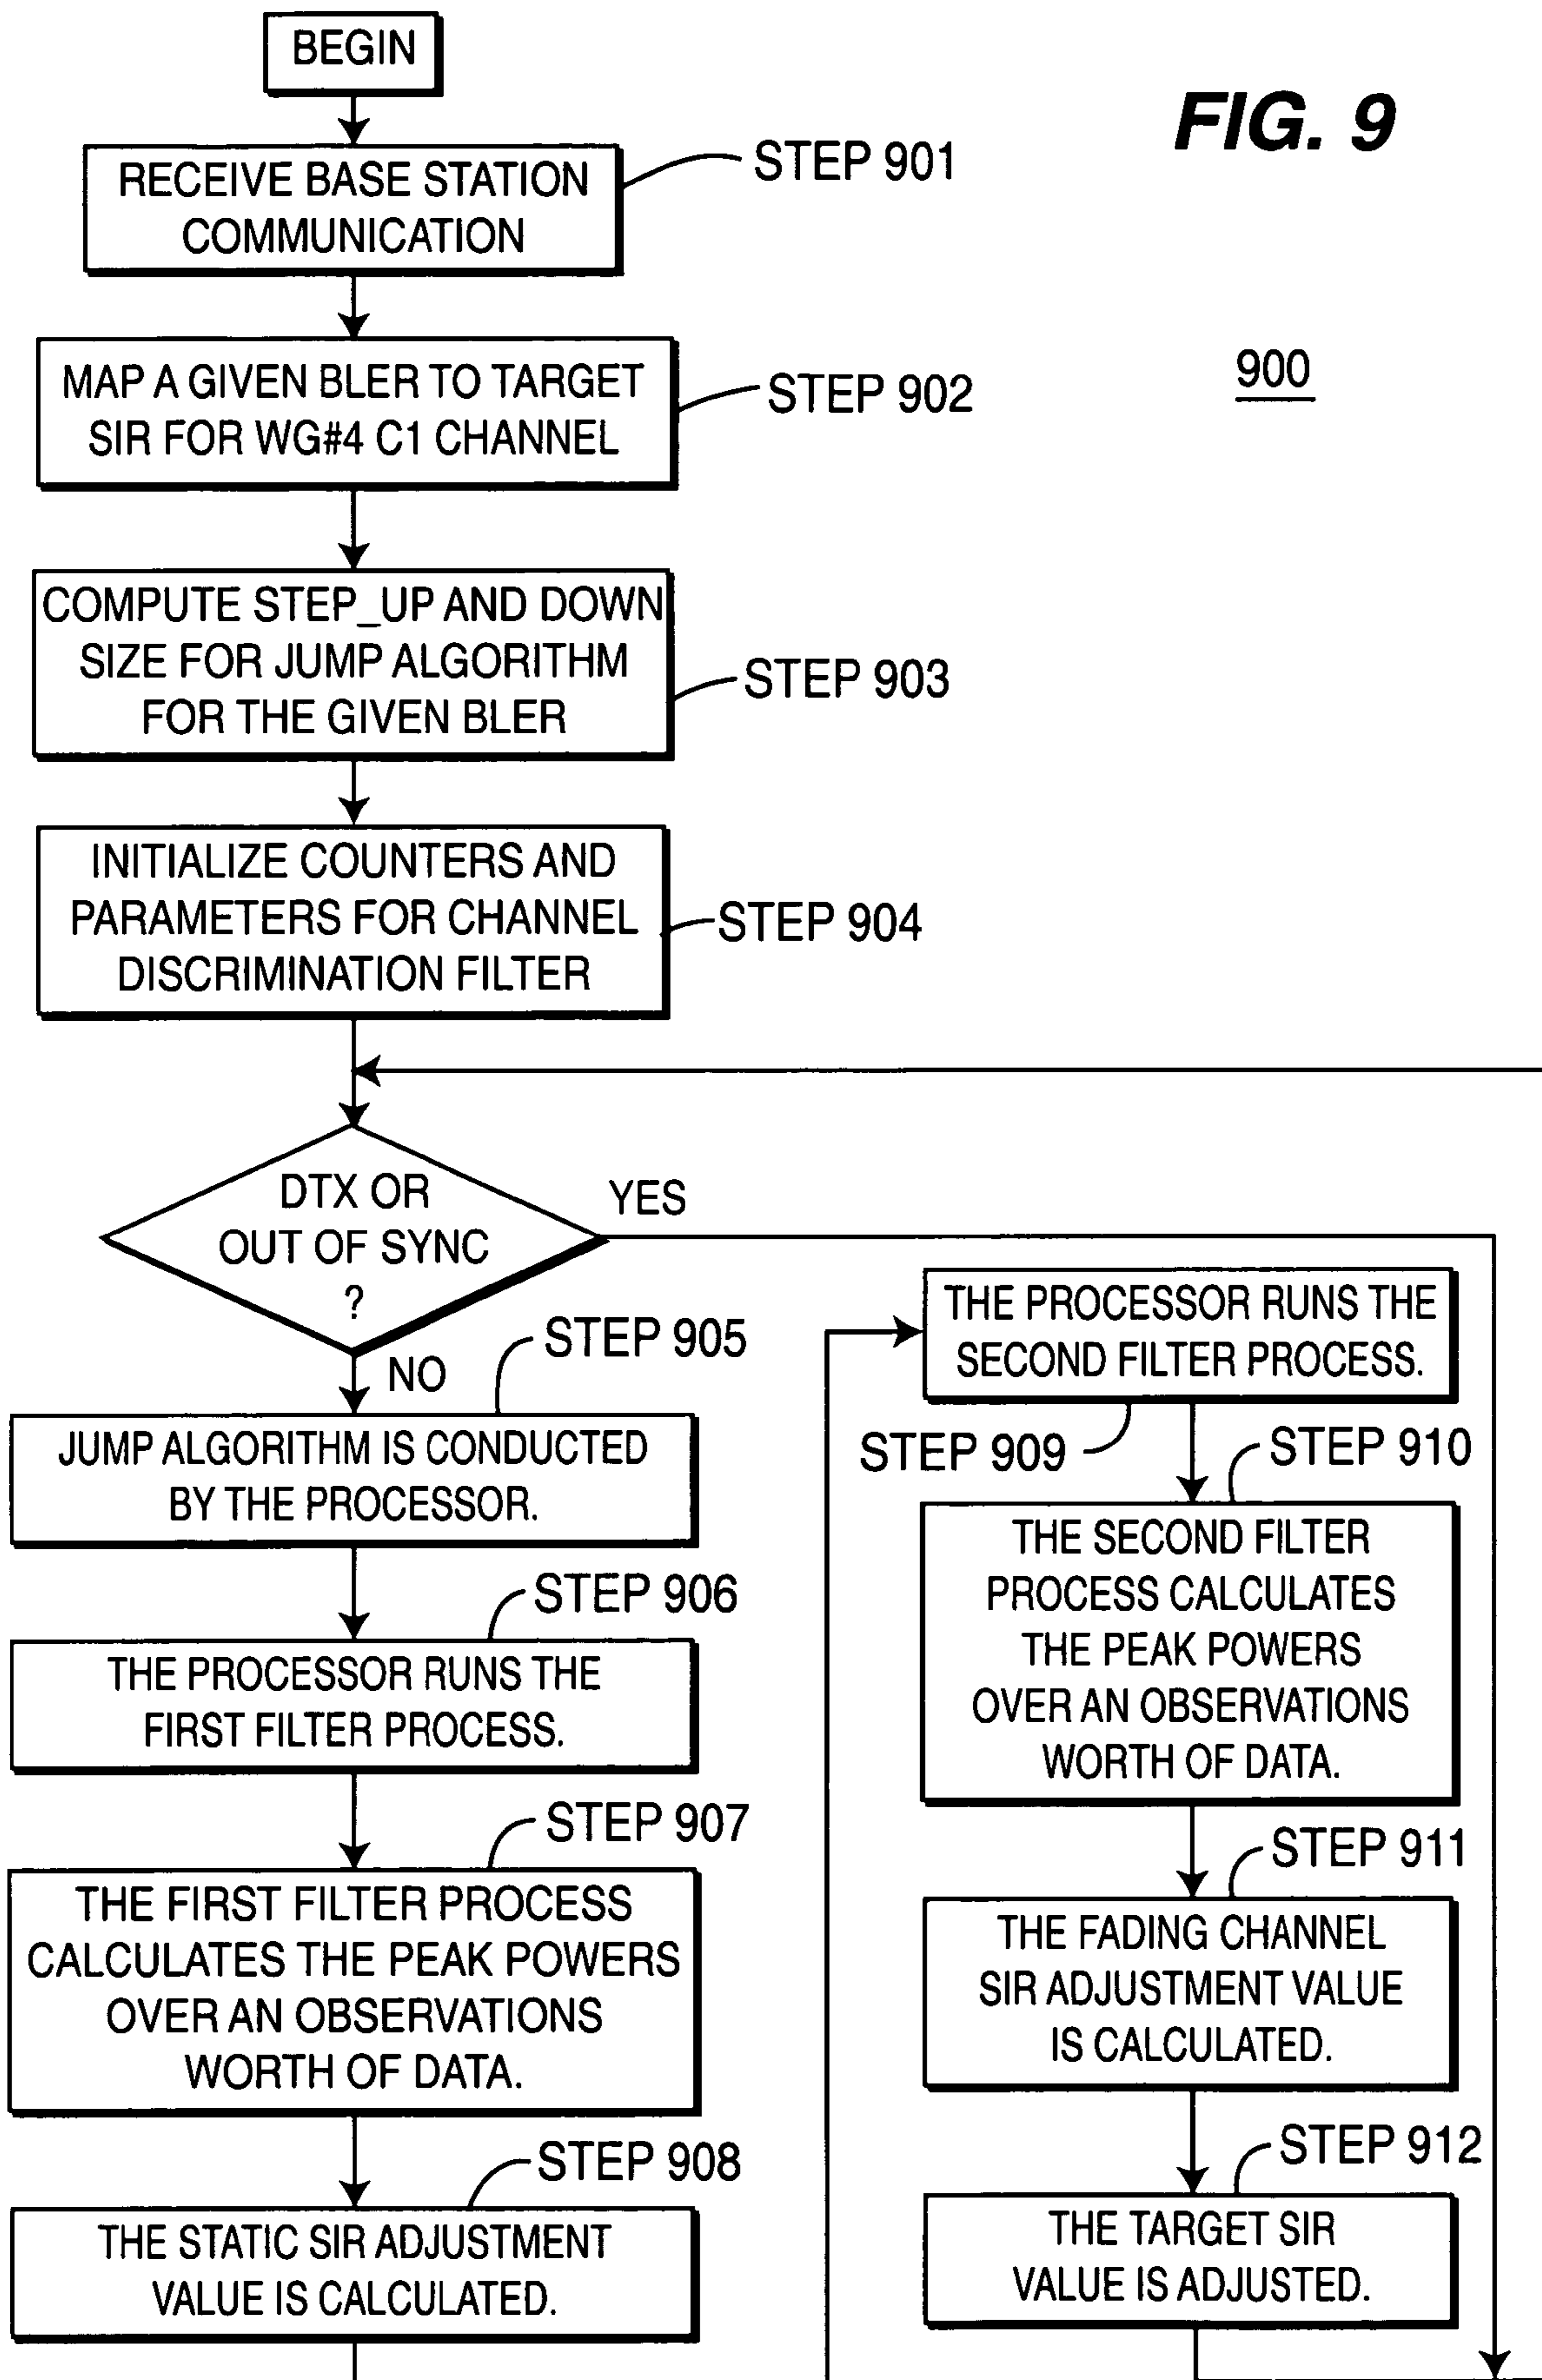 BEGIN
FIG. 9
RECEIVE BASE STATION
COMMUNICATION
STEP 901
900
MAP A GIVEN BLER TO TARGET
SIR FOR WG#4 C1 CHANNEL
STEP 902
COMPUTE STEP_UP AND DOWN
SIZE FOR JUMP ALGORITHM
FOR THE GIVEN BLER
STEP 903
INITIALIZE COUNTERS AND
PARAMETERS FOR CHANNEL
DISCRIMINATION FILTER
STEP 904
DTX OR
OUT OF SYNC
?
YES
NO
STEP 905
JUMP ALGORITHM IS CONDUCTED
BY THE PROCESSOR.
STEP 906
THE PROCESSOR RUNS THE
FIRST FILTER PROCESS.
STEP 907
THE FIRST FILTER PROCESS
CALCULATES THE PEAK POWERS
OVER AN OBSERVATIONS
WORTH OF DATA.
STEP 908
THE STATIC SIR ADJUSTMENT
VALUE IS CALCULATED.
THE PROCESSOR RUNS THE
SECOND FILTER PROCESS.
STEP 909
STEP 910
THE SECOND FILTER
PROCESS CALCULATES
THE PEAK POWERS
OVER AN OBSERVATIONS
WORTH OF DATA.
STEP 911
THE FADING CHANNEL
SIR ADJUSTMENT VALUE
IS CALCULATED.
STEP 912
THE TARGET SIR
VALUE IS ADJUSTED.